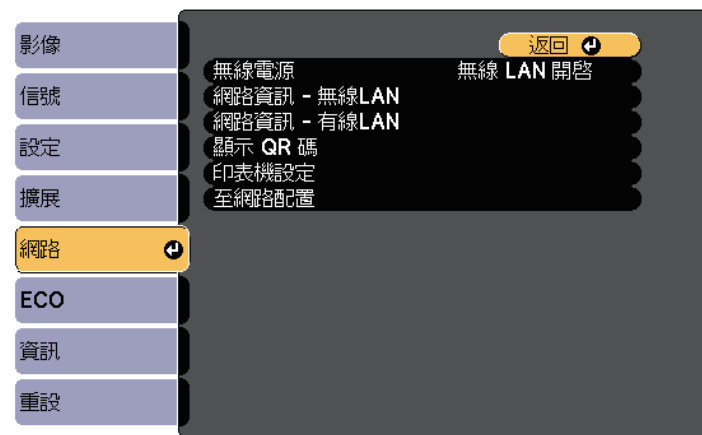 影像
信號
設定
擴展
網路
ECO
資訊
重設
返回
無線電源 無線 LAN 開啓
網路資訊 - 無線LAN
網路資訊 - 有線LAN
顯示 QR 碼
印表機設定
至網路配置